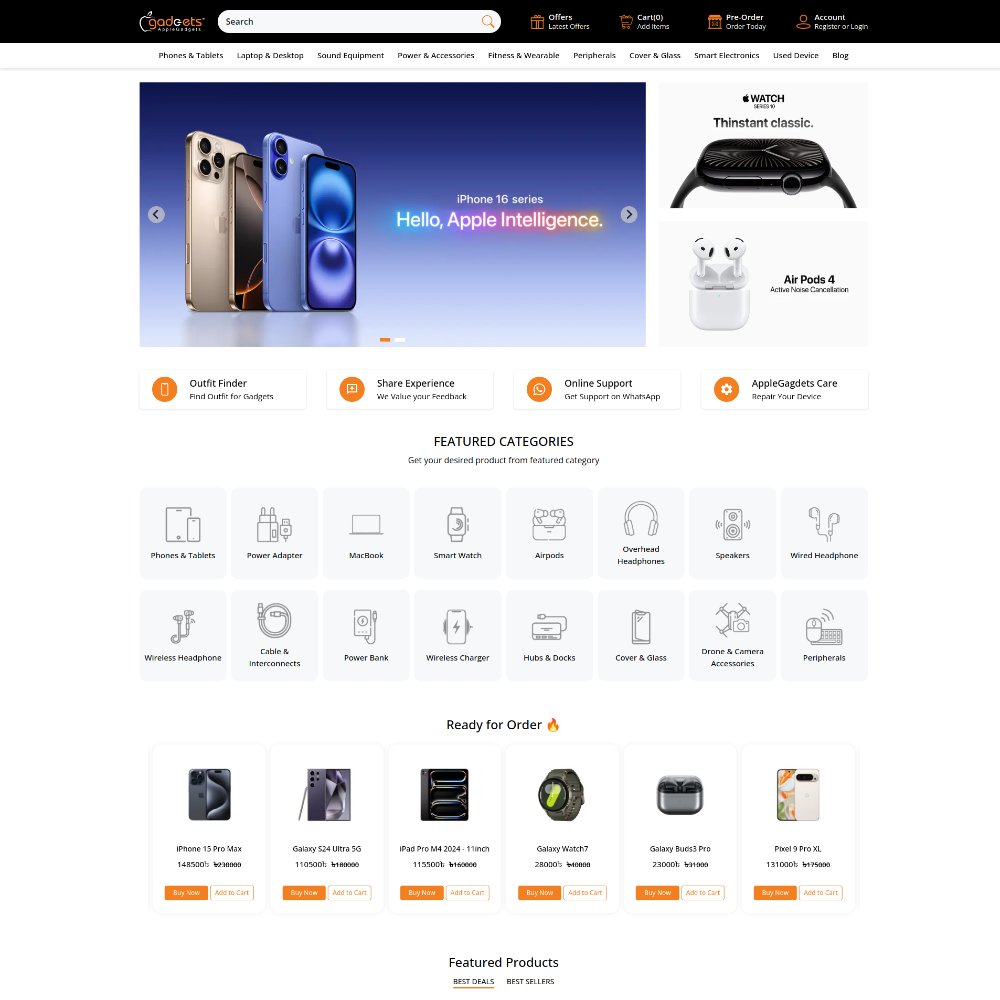 gadgets
AppleGadgets
Search
Offers
Latest Offers
Cart(0)
Add Items
Pre-Order
Order Today
Account
Register or Login
Phones & Tablets
Laptop & Desktop
Sound Equipment
Power & Accessories
Fitness & Wearable
Peripherals
Cover & Glass
Smart Electronics
Used Device
Blog
iPhone 16 series
Hello, Apple Intelligence.
WATCH
SERIES 10
Thinstant classic.
Air Pods 4
Active Noise Cancellation
Outfit Finder
Find Outfit for Gadgets
Share Experience
We Value your Feedback
Online Support
Get Support on WhatsApp
AppleGagdets Care
Repair Your Device
FEATURED CATEGORIES
Get your desired product from featured category
Phones & Tablets
Power Adapter
MacBook
Smart Watch
Airpods
Overhead
Headphones
Speakers
Wired Headphone
Wireless Headphone
Cable &
Interconnects
Power Bank
Wireless Charger
Hubs & Docks
Cover & Glass
Drone & Camera
Accessories
Peripherals
Ready for Order 🔥
iPhone 15 Pro Max
148500৳ ৳230000
Buy Now
Add to Cart
Galaxy S24 Ultra 5G
110500৳ ৳180000
Buy Now
Add to Cart
iPad Pro M4 2024 - 11inch
115500৳ ৳160000
Buy Now
Add to Cart
Galaxy Watch7
28000৳ ৳40000
Buy Now
Add to Cart
Galaxy Buds3 Pro
23000৳ ৳31000
Buy Now
Add to Cart
Pixel 9 Pro XL
131000৳ ৳175000
Buy Now
Add to Cart
Featured Products
BEST DEALS
BEST SELLERS